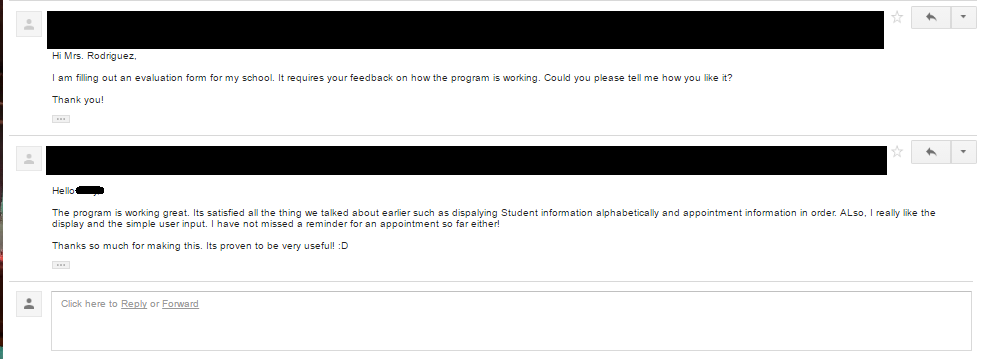 Hi Mrs. Rodriguez,
I am filling out an evaluation form for my school. It requires your feedback on how the program is working. Could you please tell me how you like it?
Thank you!
Hello
The program is working great. Its satisfied all the thing we talked about earlier such as dispalying Student information alphabetically and appointment information in order. ALso, I really like the
display and the simple user input. I have not missed a reminder for an appointment so far either!
Thanks so much for making this. Its proven to be very useful! :D
Click here to Reply or Forward